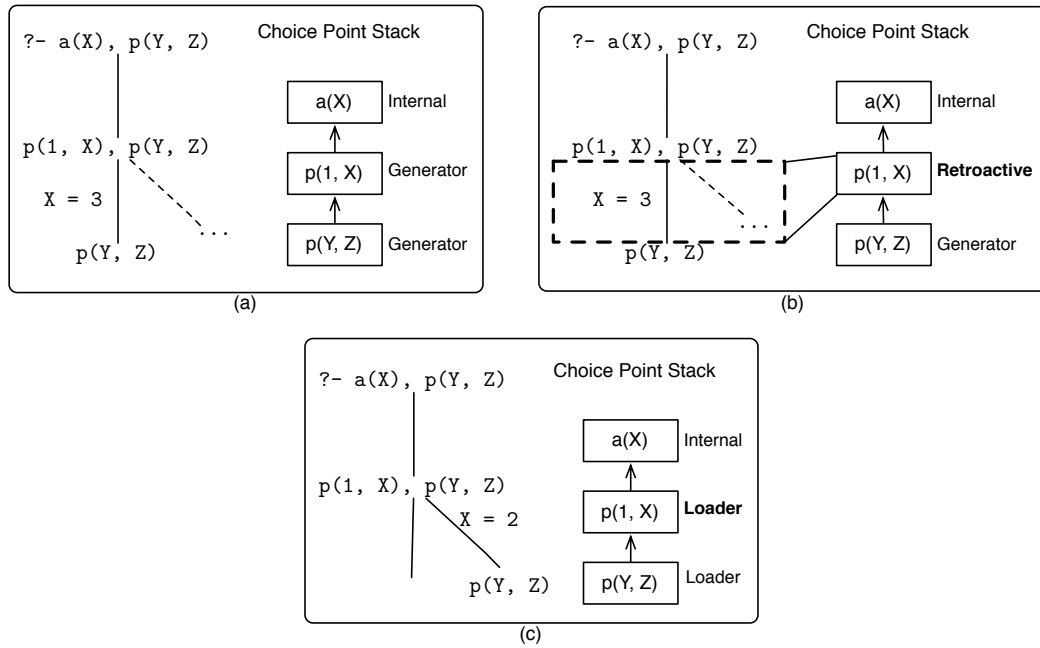 ?- a(X), p(Y, Z)
Choice Point Stack
a(X) Internal
p(1, X), p(Y, Z)
p(1, X) Generator
X = 3
...
p(Y, Z)
p(Y, Z) Generator
(a)
?- a(X), p(Y, Z)
Choice Point Stack
a(X) Internal
p(1, X), p(Y, Z)
p(1, X) Retroactive
X = 3
...
p(Y, Z)
p(Y, Z) Generator
(b)
?- a(X), p(Y, Z)
Choice Point Stack
a(X) Internal
p(1, X), p(Y, Z)
p(1, X) Loader
X = 2
p(Y, Z)
p(Y, Z) Loader
(c)